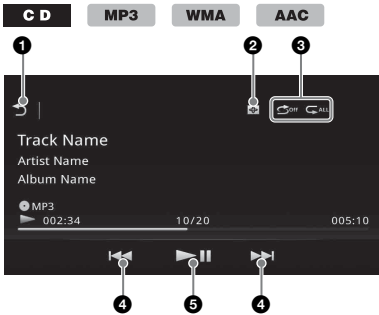 CD MP3 WMA AAC
1 2 3
OFF ALL
Track Name
Artist Name
Album Name
MP3
002:34 10/20 005:10
4 5 4